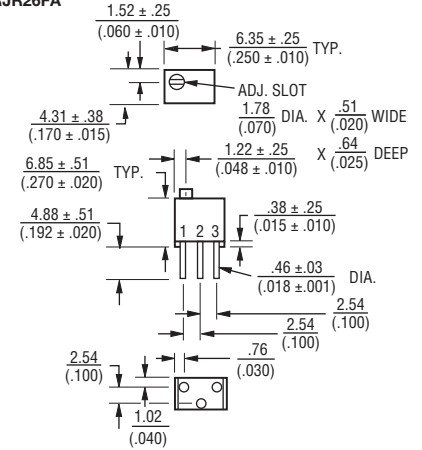 1.52 ± .25
(.060 ± .010)
6.35 ± .25
(.250 ± .010)
TYP.
ADJ. SLOT
1.78
(.070)
DIA. X
.51
(.020)
WIDE
X
.64
(.025)
DEEP
4.31 ± .38
(.170 ± .015)
1.22 ± .25
(.048 ± .010)
6.85 ± .51
(.270 ± .020)
TYP.
4.88 ± .51
(.192 ± .020)
.38 ± .25
(.015 ± .010)
1 2 3
.46 ±.03
(.018 ±.001)
DIA.
2.54
(.100)
2.54
(.100)
2.54
(.100)
.76
(.030)
1.02
(.040)